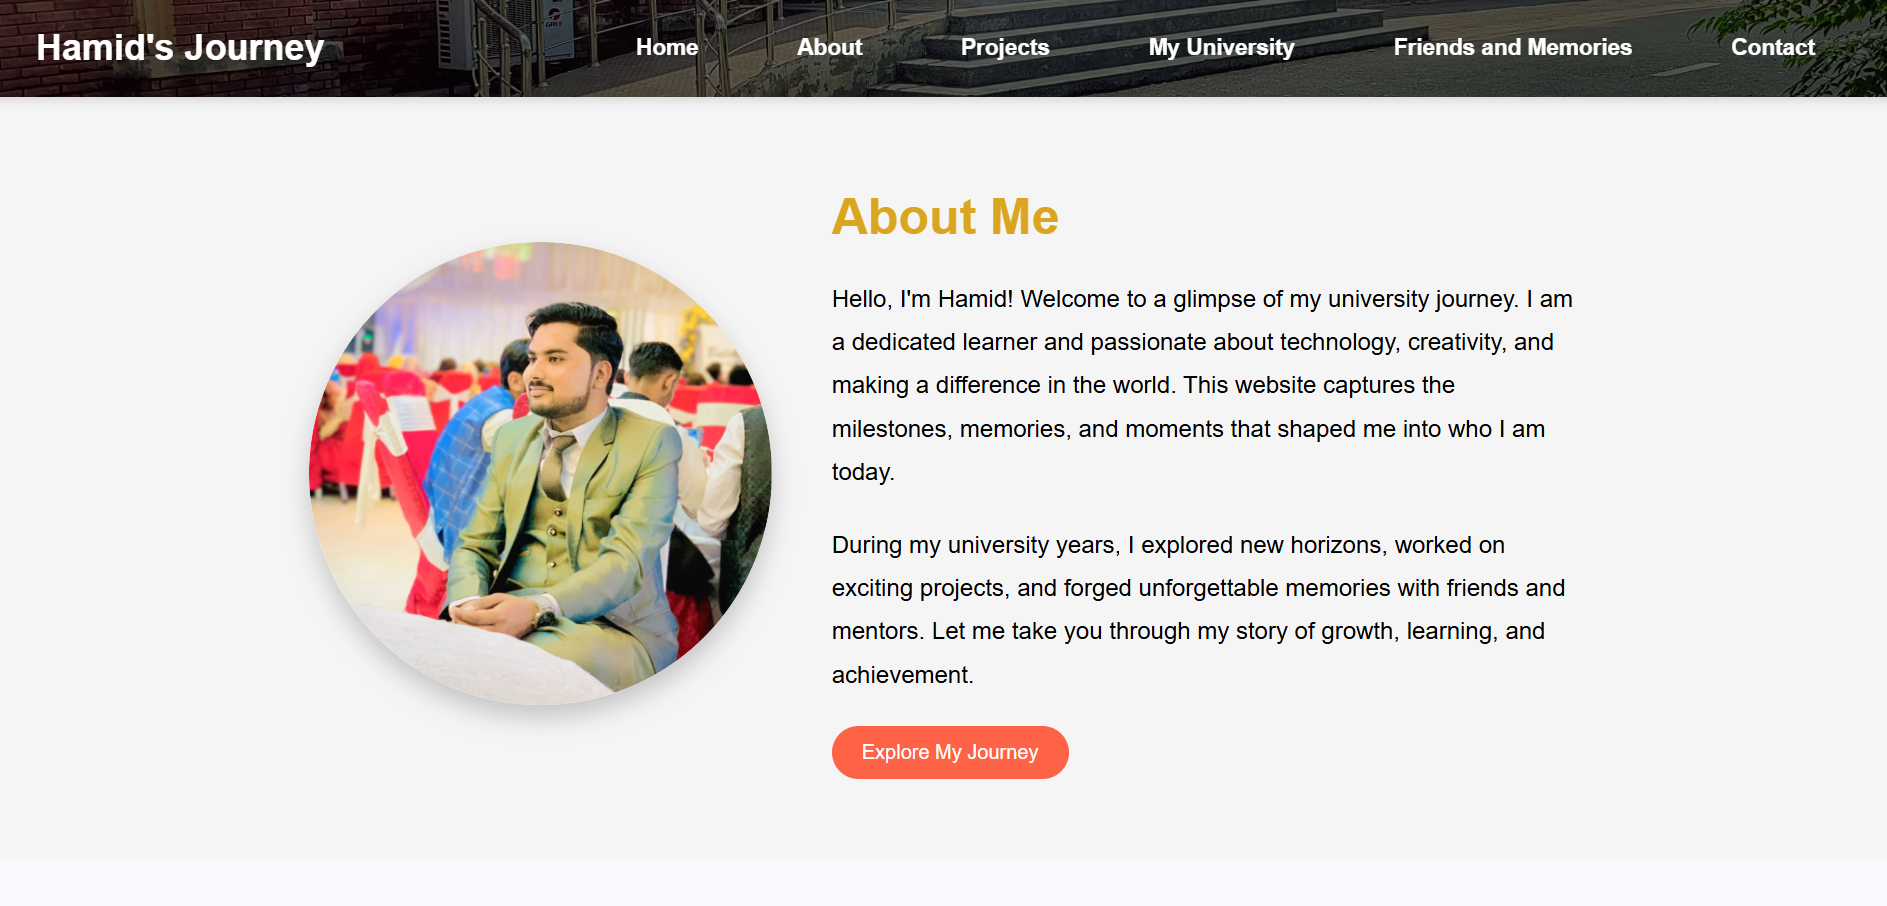 Hamid's Journey
Home
About
Projects
My University
Friends and Memories
Contact
GREE
About Me
Hello, I'm Hamid! Welcome to a glimpse of my university journey. I am
a dedicated learner and passionate about technology, creativity, and
making a difference in the world. This website captures the
milestones, memories, and moments that shaped me into who I am
today.
During my university years, I explored new horizons, worked on
exciting projects, and forged unforgettable memories with friends and
mentors. Let me take you through my story of growth, learning, and
achievement.
Explore My Journey